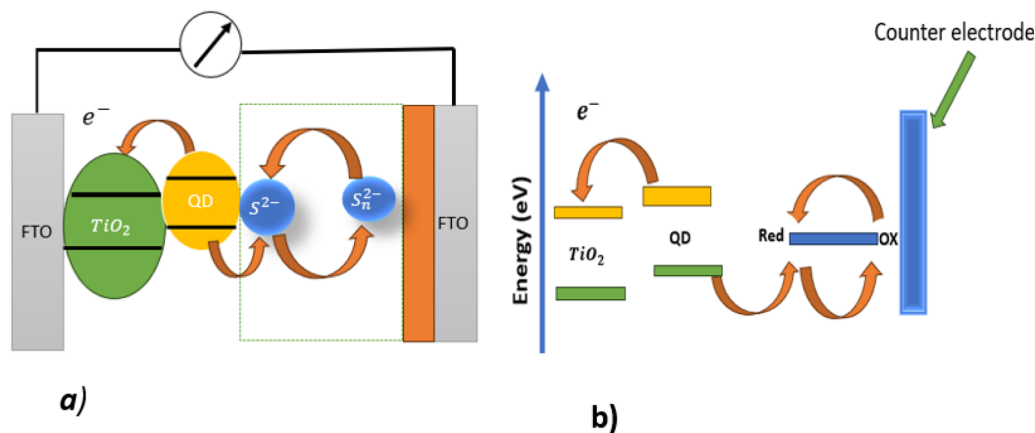 e⁻
FTO
TiO₂
QD
S²⁻
Sₙ²⁻
FTO
a)
Counter electrode
Energy (eV)
e⁻
TiO₂
QD
Red
OX
b)